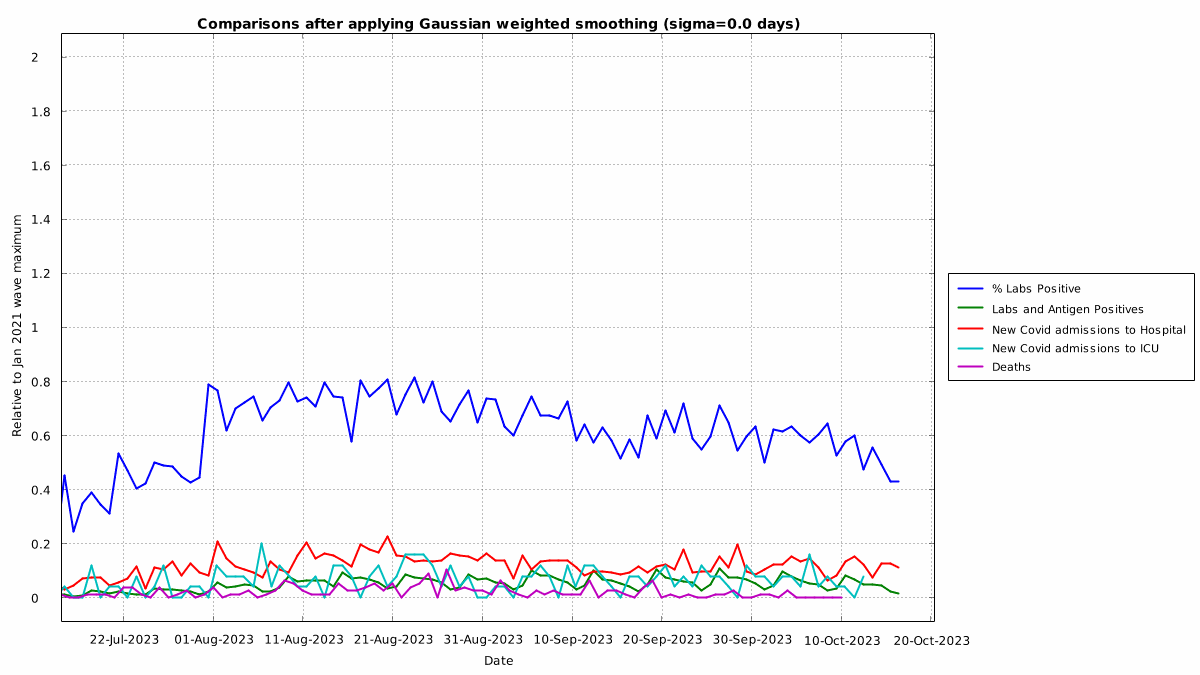 Comparisons after applying Gaussian weighted smoothing (sigma=0.0 days)
Relative to Jan 2021 wave maximum
2
1.8
1.6
1.4
1.2
1
0.8
0.6
0.4
0.2
0
22-Jul-2023 01-Aug-2023 11-Aug-2023 21-Aug-2023 31-Aug-2023 10-Sep-2023 20-Sep-2023 30-Sep-2023 10-Oct-2023 20-Oct-2023
Date
% Labs Positive
Labs and Antigen Positives
New Covid admissions to Hospital
New Covid admissions to ICU
Deaths